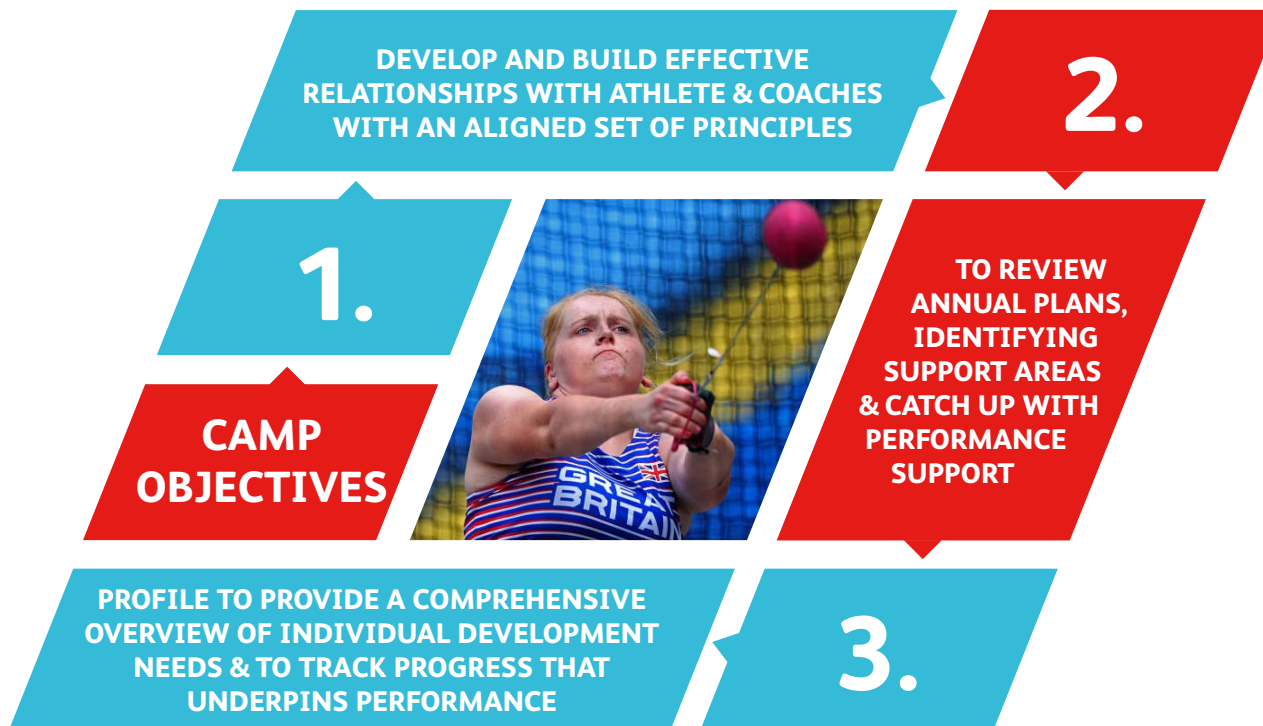 CAMP
OBJECTIVES
1.
DEVELOP AND BUILD EFFECTIVE
RELATIONSHIPS WITH ATHLETE & COACHES
WITH AN ALIGNED SET OF PRINCIPLES
2.
TO REVIEW
ANNUAL PLANS,
IDENTIFYING
SUPPORT AREAS
& CATCH UP WITH
PERFORMANCE
SUPPORT
3.
PROFILE TO PROVIDE A COMPREHENSIVE
OVERVIEW OF INDIVIDUAL DEVELOPMENT
NEEDS & TO TRACK PROGRESS THAT
UNDERPINS PERFORMANCE
GREAT
BRITAIN